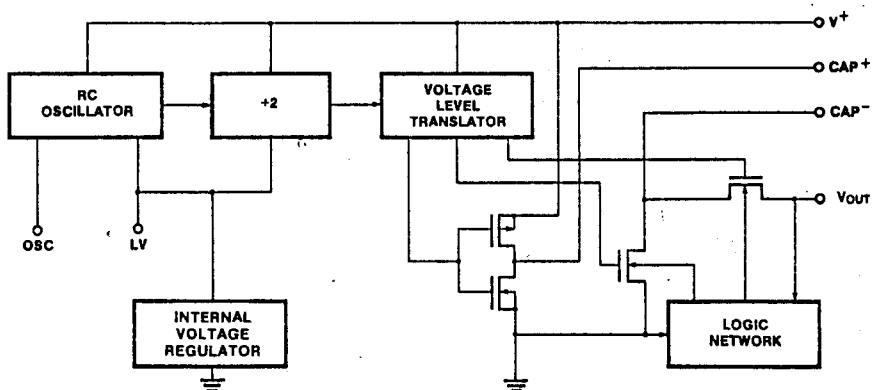 V+
CAP+
CAP−
VOUT
RC
OSCILLATOR
÷2
VOLTAGE
LEVEL
TRANSLATOR
OSC
LV
INTERNAL
VOLTAGE
REGULATOR
LOGIC
NETWORK